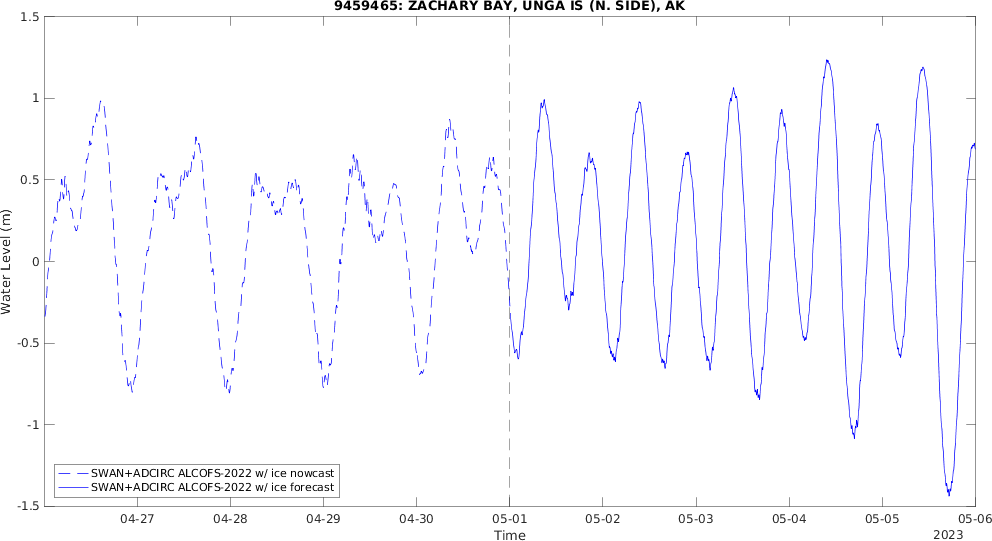 9459465: ZACHARY BAY, UNGA IS (N. SIDE), AK
1.5
1
0.5
0
-0.5
-1
-1.5
Water Level (m)
SWAN+ADCIRC ALCOFS-2022 w/ ice nowcast
SWAN+ADCIRC ALCOFS-2022 w/ ice forecast
04-27 04-28 04-29 04-30 05-01 05-02 05-03 05-04 05-05 05-06
Time
2023